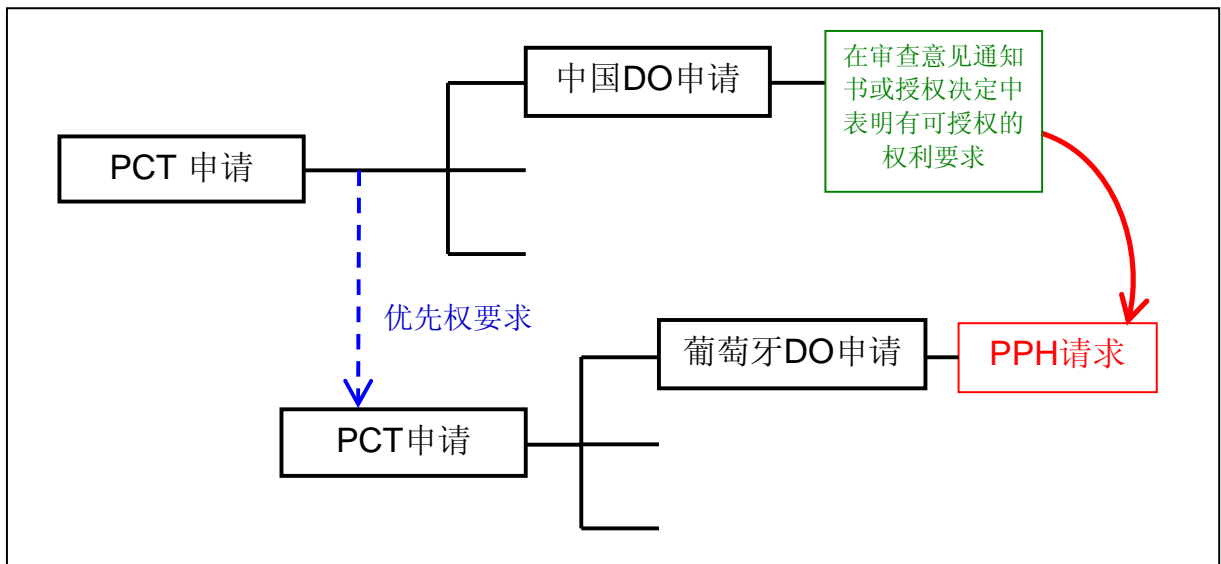 中国DO申请
在审查意见通知
书或授权决定中
表明有可授权的
权利要求
PCT 申请
优先权要求
葡萄牙DO申请
PPH请求
PCT申请